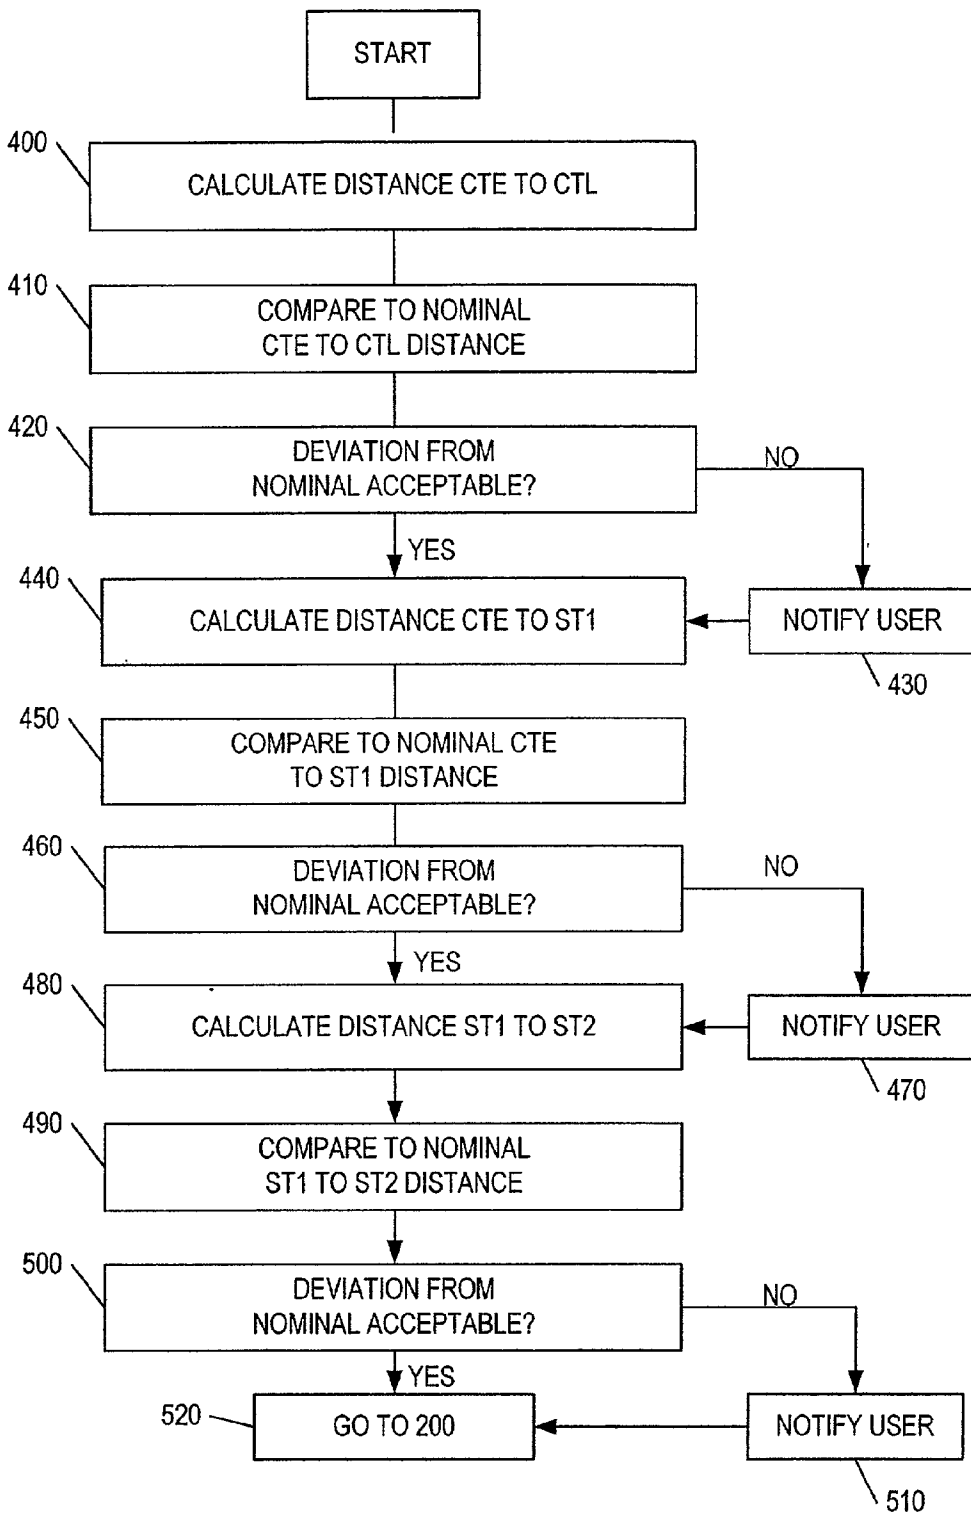 START
400
CALCULATE DISTANCE CTE TO CTL
410
COMPARE TO NOMINAL
CTE TO CTL DISTANCE
420
DEVIATION FROM
NOMINAL ACCEPTABLE?
NO
YES
440
CALCULATE DISTANCE CTE TO ST1
NOTIFY USER
430
450
COMPARE TO NOMINAL CTE
TO ST1 DISTANCE
460
DEVIATION FROM
NOMINAL ACCEPTABLE?
NO
YES
480
CALCULATE DISTANCE ST1 TO ST2
NOTIFY USER
470
490
COMPARE TO NOMINAL
ST1 TO ST2 DISTANCE
500
DEVIATION FROM
NOMINAL ACCEPTABLE?
NO
YES
520
GO TO 200
NOTIFY USER
510